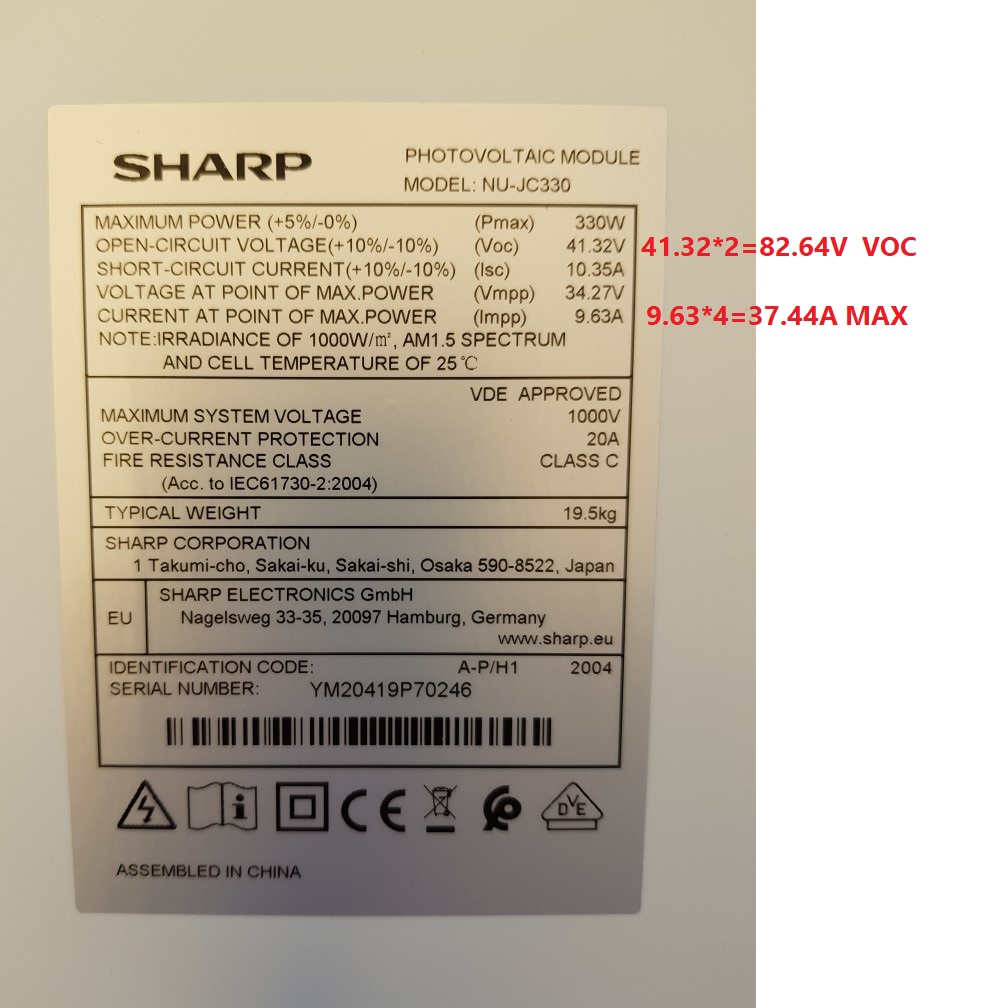 SHARP
PHOTOVOLTAIC MODULE
MODEL: NU-JC330
MAXIMUM POWER (+5%/-0%) (Pmax) 330W
OPEN-CIRCUIT VOLTAGE(+10%/-10%) (Voc) 41.32V 41.32*2=82.64V VOC
SHORT-CIRCUIT CURRENT(+10%/-10%) (Isc) 10.35A
VOLTAGE AT POINT OF MAX.POWER (Vmpp) 34.27V
CURRENT AT POINT OF MAX.POWER (Impp) 9.63A 9.63*4=37.44A MAX
NOTE:IRRADIANCE OF 1000W/㎡, AM1.5 SPECTRUM
AND CELL TEMPERATURE OF 25℃
VDE APPROVED
MAXIMUM SYSTEM VOLTAGE 1000V
OVER-CURRENT PROTECTION 20A
FIRE RESISTANCE CLASS CLASS C
(Acc. to IEC61730-2:2004)
TYPICAL WEIGHT 19.5kg
SHARP CORPORATION
1 Takumi-cho, Sakai-ku, Sakai-shi, Osaka 590-8522, Japan
EU
SHARP ELECTRONICS GmbH
Nagelsweg 33-35, 20097 Hamburg, Germany
www.sharp.eu
IDENTIFICATION CODE: A-P/H1 2004
SERIAL NUMBER: YM20419P70246
i CE DVE
ASSEMBLED IN CHINA